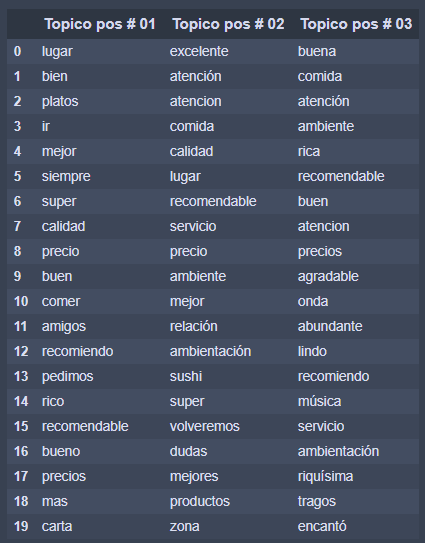 Topico pos # 01 Topico pos # 02 Topico pos # 03
0 lugar excelente buena
1 bien atención comida
2 platos atencion atención
3 ir comida ambiente
4 mejor calidad rica
5 siempre lugar recomendable
6 super recomendable buen
7 calidad servicio atencion
8 precio precio precios
9 buen ambiente agradable
10 comer mejor onda
11 amigos relación abundante
12 recomiendo ambientación lindo
13 pedimos sushi recomiendo
14 rico super música
15 recomendable volveremos servicio
16 bueno dudas ambientación
17 precios mejores riquísima
18 mas productos tragos
19 carta zona encantó